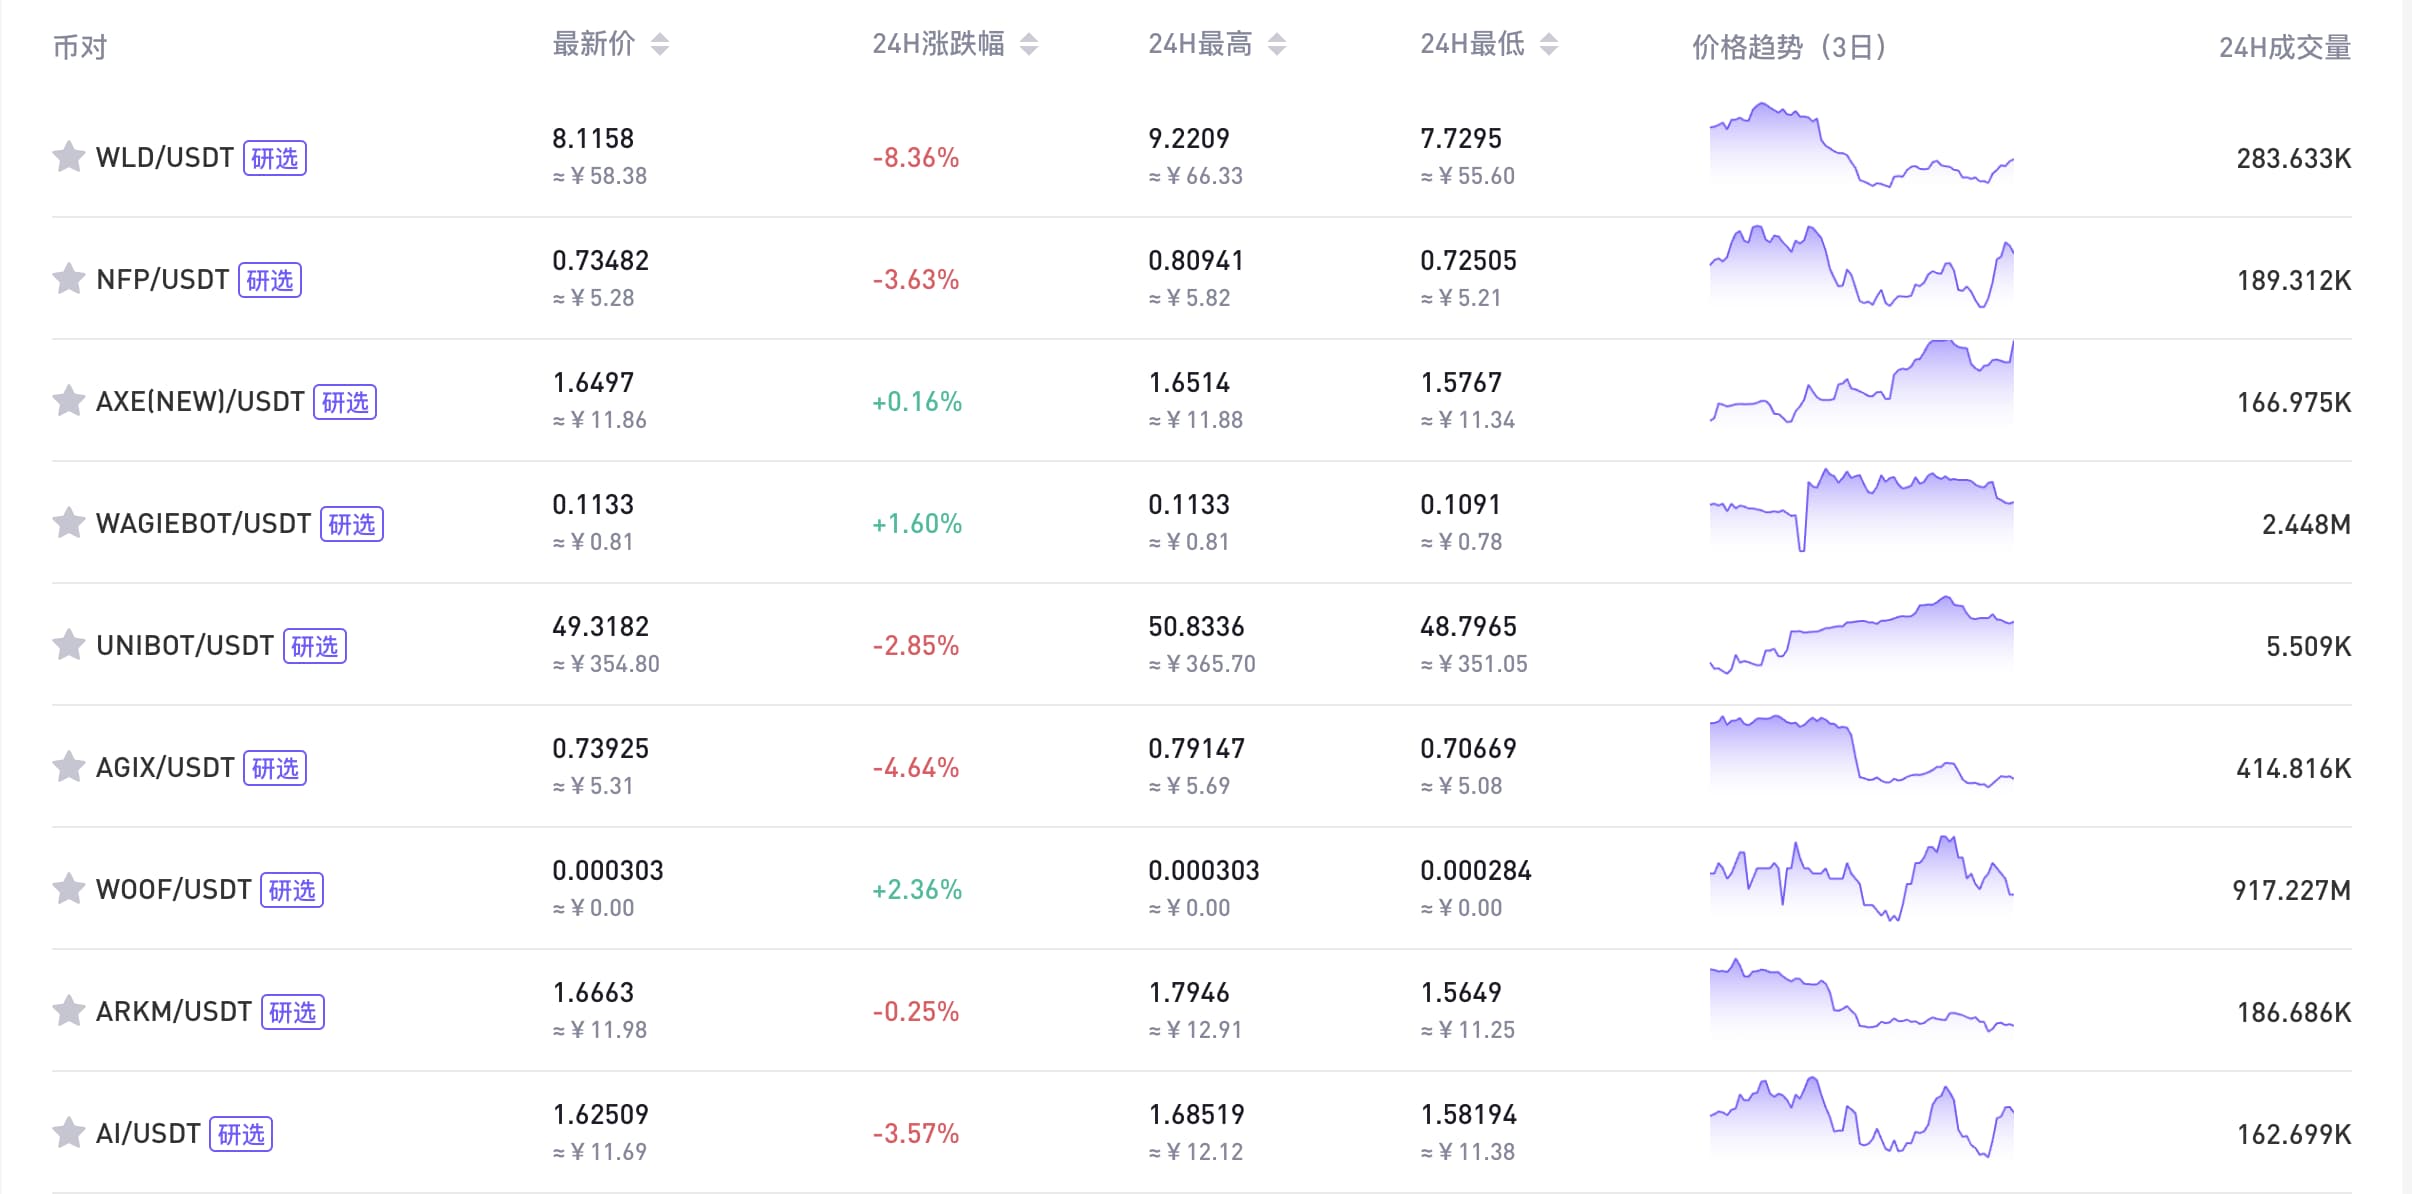 币对 最新价 24H涨跌幅 24H最高 24H最低 价格趋势（3日） 24H成交量
WLD/USDT 研选 8.1158 -8.36% 9.2209 7.7295 283.633K
≈ ¥ 58.38 ≈ ¥ 66.33 ≈ ¥ 55.60
NFP/USDT 研选 0.73482 -3.63% 0.80941 0.72505 189.312K
≈ ¥ 5.28 ≈ ¥ 5.82 ≈ ¥ 5.21
AXE(NEW)/USDT 研选 1.6497 +0.16% 1.6514 1.5767 166.975K
≈ ¥ 11.86 ≈ ¥ 11.88 ≈ ¥ 11.34
WAGIEBOT/USDT 研选 0.1133 +1.60% 0.1133 0.1091 2.448M
≈ ¥ 0.81 ≈ ¥ 0.81 ≈ ¥ 0.78
UNIBOT/USDT 研选 49.3182 -2.85% 50.8336 48.7965 5.509K
≈ ¥ 354.80 ≈ ¥ 365.70 ≈ ¥ 351.05
AGIX/USDT 研选 0.73925 -4.64% 0.79147 0.70669 414.816K
≈ ¥ 5.31 ≈ ¥ 5.69 ≈ ¥ 5.08
WOOF/USDT 研选 0.000303 +2.36% 0.000303 0.000284 917.227M
≈ ¥ 0.00 ≈ ¥ 0.00 ≈ ¥ 0.00
ARKM/USDT 研选 1.6663 -0.25% 1.7946 1.5649 186.686K
≈ ¥ 11.98 ≈ ¥ 12.91 ≈ ¥ 11.25
AI/USDT 研选 1.62509 -3.57% 1.68519 1.58194 162.699K
≈ ¥ 11.69 ≈ ¥ 12.12 ≈ ¥ 11.38